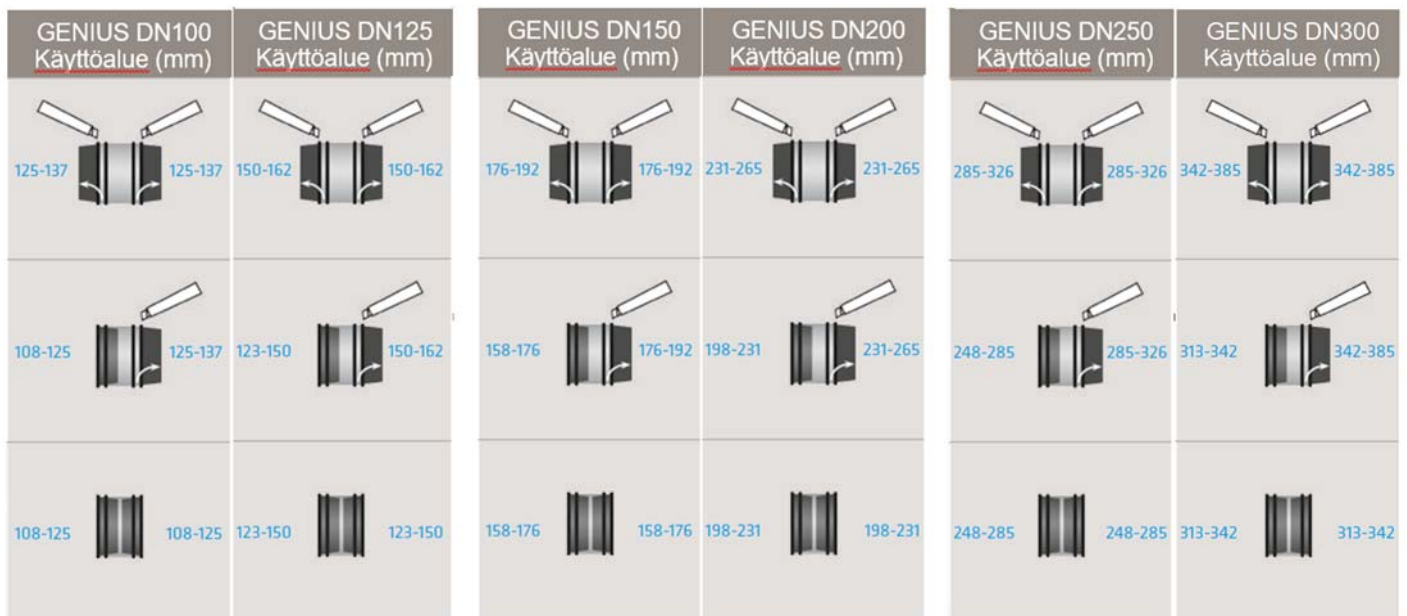 GENIUS DN100
Käyttöalue (mm)
GENIUS DN125
Käyttöalue (mm)
GENIUS DN150
Käyttöalue (mm)
GENIUS DN200
Käyttöalue (mm)
GENIUS DN250
Käyttöalue (mm)
GENIUS DN300
Käyttöalue (mm)
125-137 125-137 150-162 150-162 176-192 176-192 231-265 231-265 285-326 285-326 342-385 342-385
108-125 125-137 123-150 150-162 158-176 176-192 198-231 231-265 248-285 285-326 313-342 342-385
108-125 108-125 123-150 123-150 158-176 158-176 198-231 198-231 248-285 248-285 313-342 313-342